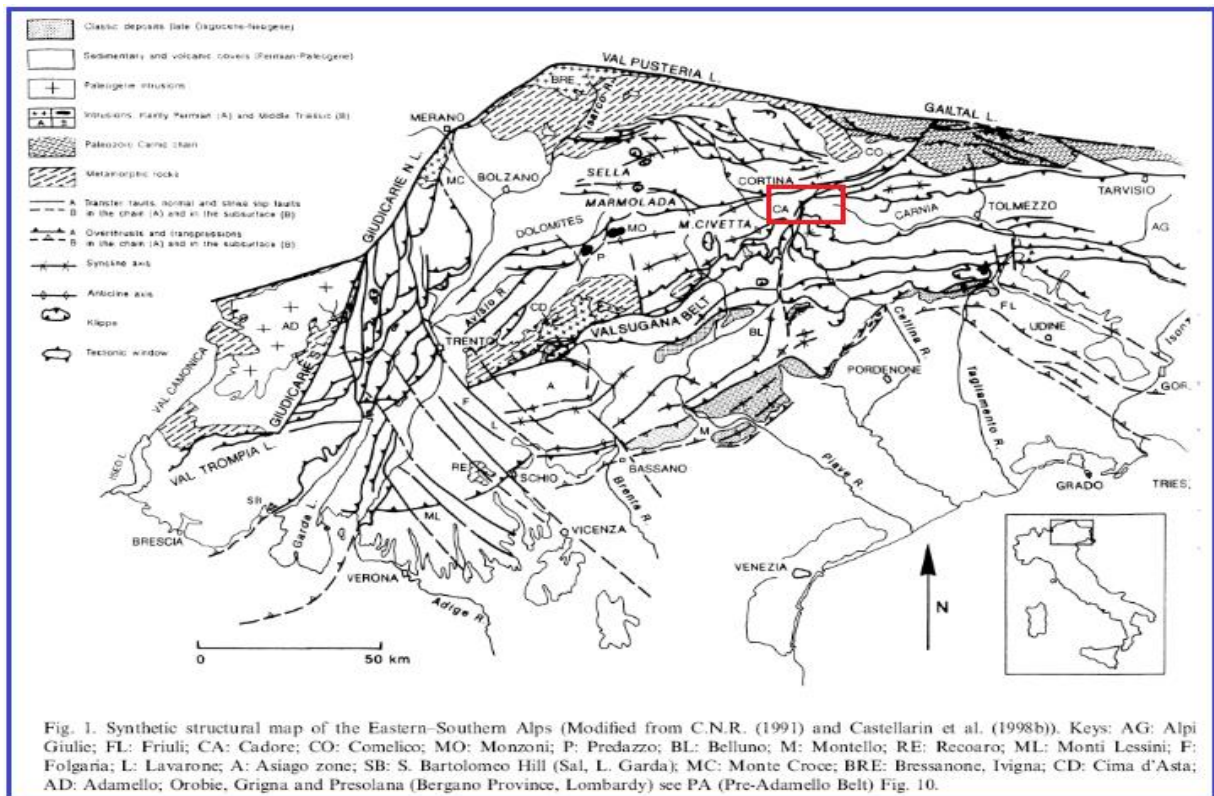 Classic deposits (late Oligocene-Neogene)
Sedimentary and volcanic covers (Permian-Paleogene)
Paleogene intrusions
Intrusions: mainly Permian (A) and Middle Triassic (B)
A B
Paleozoic Carnic chain
Metamorphic rocks
A Transfer faults, normal and strike slip faults
B in the chain (A) and in the subsurface (B)
A Overthrusts and transpressions
B in the chain (A) and in the subsurface (B)
Syncline axis
Anticline axis
Klippe
Tectonic window
VAL PUSTERIA L.
BRE
Isarco R.
GAILTAL L.
MERANO
CO
MC
BOLZANO
SELLA
CORTINA
TARVISIO
MARMOLADA
CA
CARNIA
TOLMEZZO
GIUDICARIE N L.
DOLOMITES
MO
M.CIVETTA
AG
P
Avisio R.
CD
AD
VALSUGANA BELT
BL
FL
TRENTO
UDINE
Isonz
VAL CAMONICA
GIUDICARIE S
Cellina R.
PORDENONE
Tagliamento R.
GOR.
A
F
L
ISEO L.
VAL TROMPIA L.
M
RE
SCHIO
BASSANO
Brenta R.
Piave R.
GRADO
TRIES.
SB
Garda L.
ML
VICENZA
BRESCIA
VERONA
VENEZIA
Adige R.
N
0 50 km
Fig. 1. Synthetic structural map of the Eastern–Southern Alps (Modified from C.N.R. (1991) and Castellarin et al. (1998b)). Keys: AG: Alpi
Giulie; FL: Friuli; CA: Cadore; CO: Comelico; MO: Monzoni; P: Predazzo; BL: Belluno; M: Montello; RE: Recoaro; ML: Monti Lessini; F:
Folgaria; L: Lavarone; A: Asiago zone; SB: S. Bartolomeo Hill (Sal, L. Garda); MC: Monte Croce; BRE: Bressanone, Ivigna; CD: Cima d'Asta;
AD: Adamello; Orobie, Grigna and Presolana (Bergano Province, Lombardy) see PA (Pre-Adamello Belt) Fig. 10.